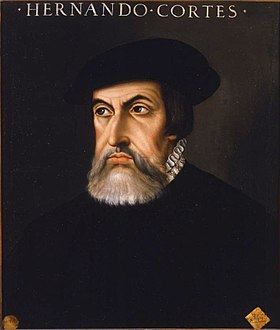 · HERNANDO · CORTES ·